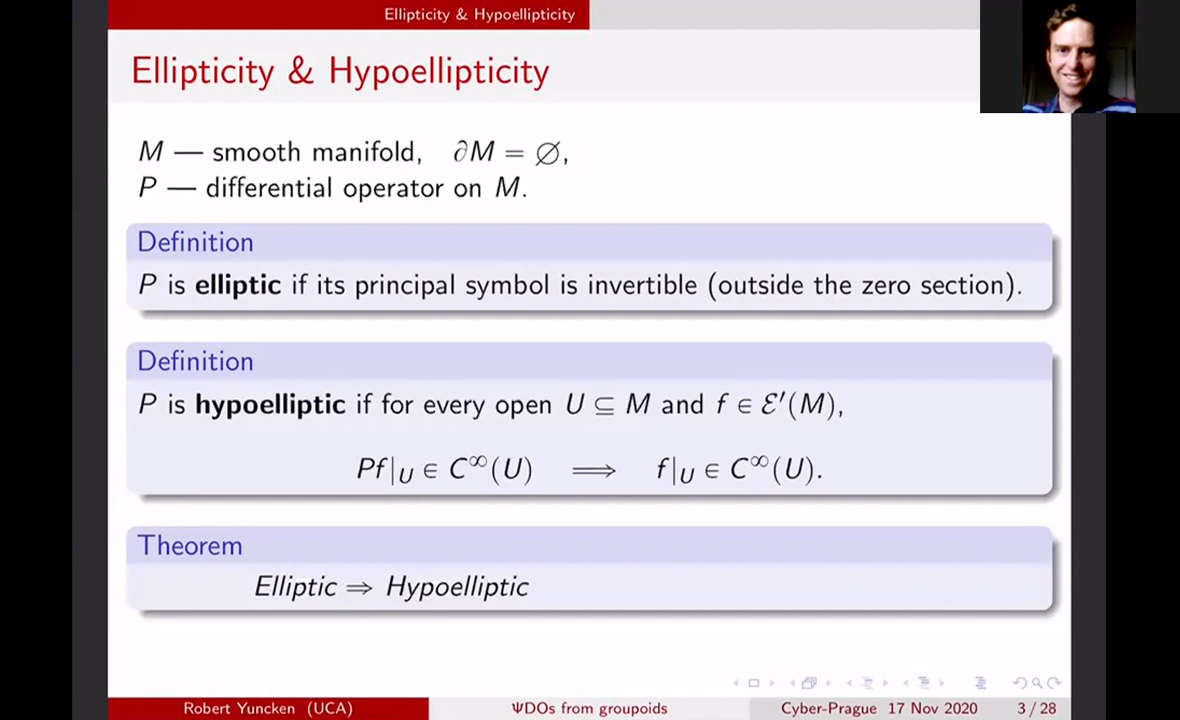 Ellipticity & Hypoellipticity
Ellipticity & Hypoellipticity
M — smooth manifold, ∂M = ∅,
P — differential operator on M.
Definition
P is elliptic if its principal symbol is invertible (outside the zero section).
Definition
P is hypoelliptic if for every open U ⊆ M and f ∈ ℰ′(M),
Pf|_U ∈ C^∞(U) ⟹ f|_U ∈ C^∞(U).
Theorem
Elliptic ⇒ Hypoelliptic
Robert Yuncken (UCA) ΨDOs from groupoids Cyber-Prague 17 Nov 2020 3 / 28